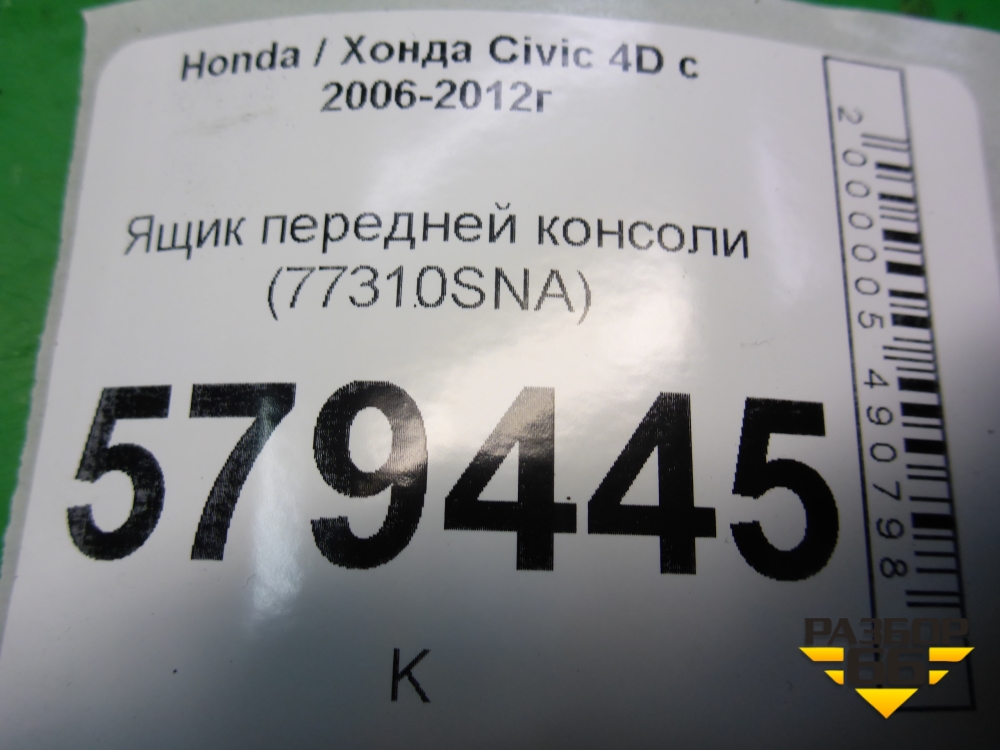 Honda / Хонда Civic 4D с
2006-2012г
Ящик передней консоли
(77310SNA)
579445
К
2000005490798
РАЗБОР
66